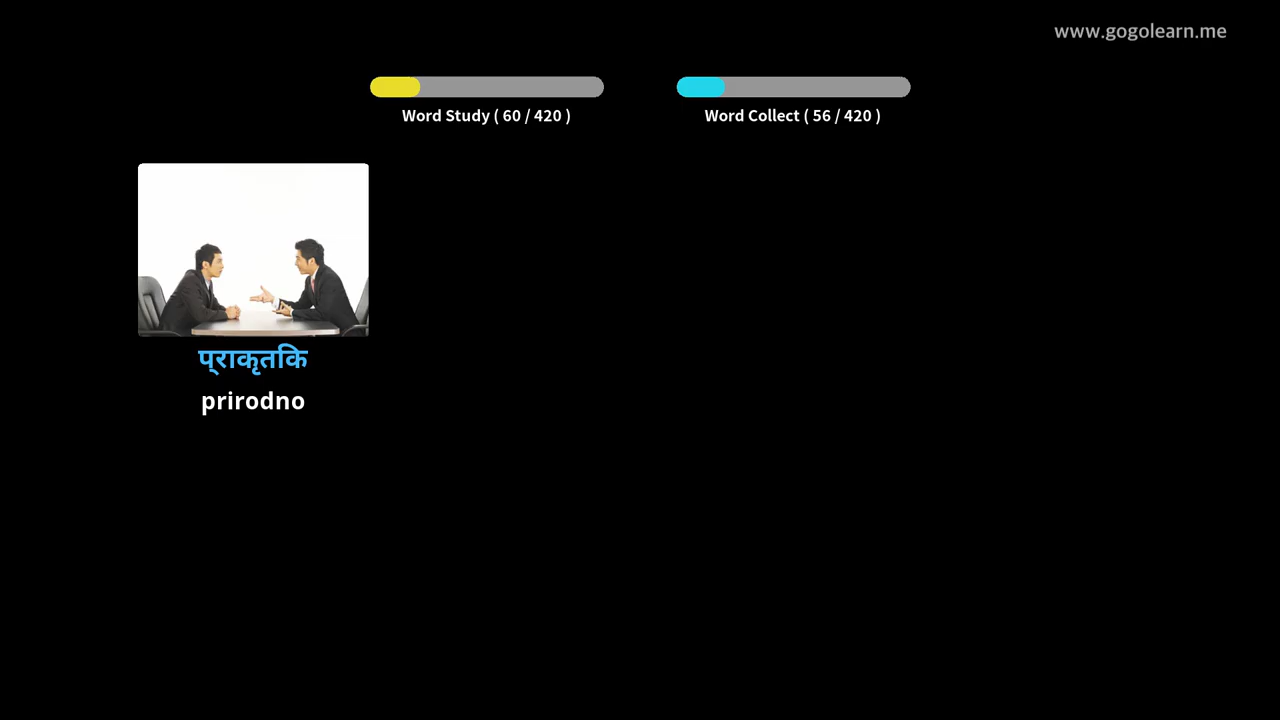 www.gogolearn.me
Word Study ( 60 / 420 )
Word Collect ( 56 / 420 )
प्राकृतकि
prirodno